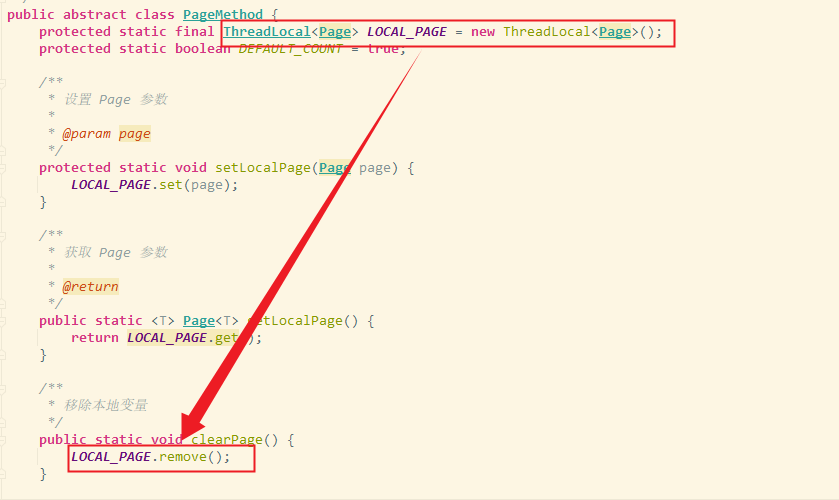 public abstract class PageMethod {
protected static final ThreadLocal<Page> LOCAL_PAGE = new ThreadLocal<Page>();
protected static boolean DEFAULT_COUNT = true;
/**
* 设置 Page 参数
*
* @param page
*/
protected static void setLocalPage(Page page) {
LOCAL_PAGE.set(page);
}
/**
* 获取 Page 参数
*
* @return
*/
public static <T> Page<T> getLocalPage() {
return LOCAL_PAGE.get();
}
/**
* 移除本地变量
*/
public static void clearPage() {
LOCAL_PAGE.remove();
}